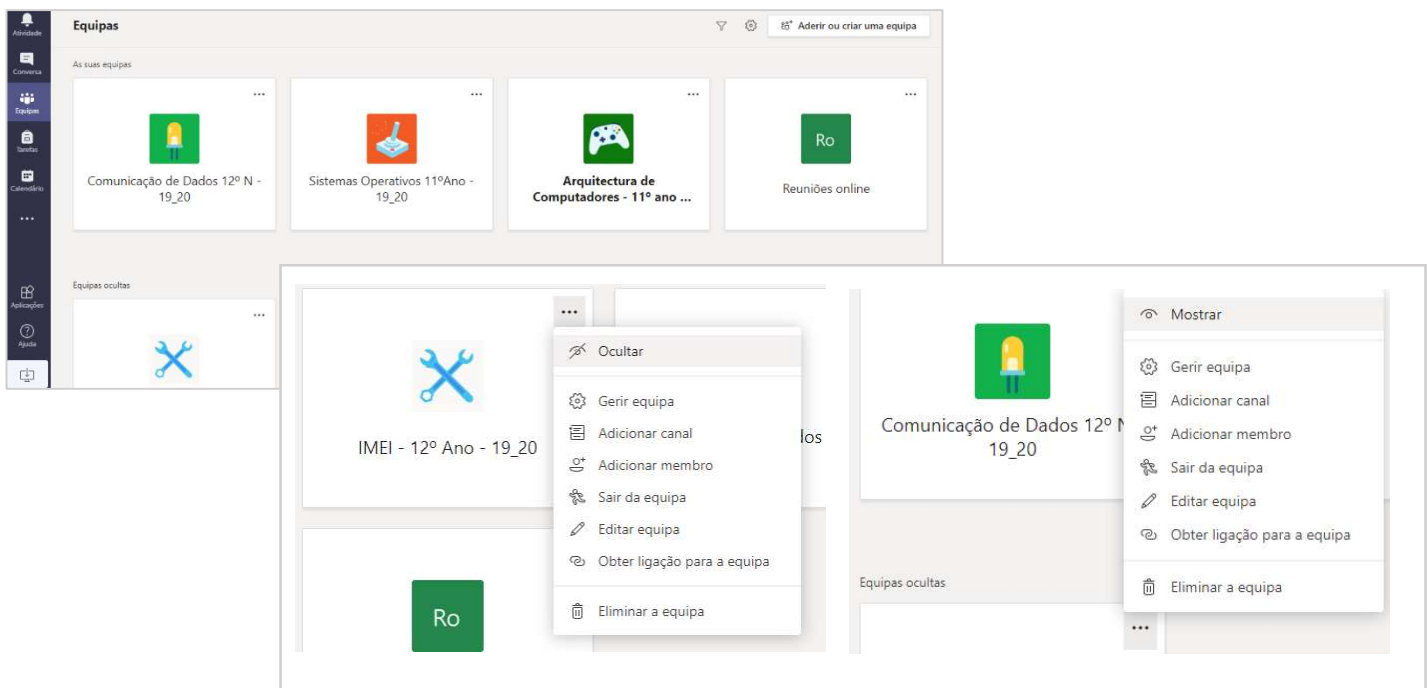 Atividade
Conversa
Equipas
Tarefas
Calendário
Aplicações
Ajuda
Equipas
Aderir ou criar uma equipa
As suas equipas
Comunicação de Dados 12º N -
19_20
Sistemas Operativos 11ºAno -
19_20
Arquitectura de
Computadores - 11º ano ...
Ro
Reuniões online
Equipas ocultas
IMEI - 12º Ano - 19_20
Ro
Ocultar
Gerir equipa
Adicionar canal
Adicionar membro
Sair da equipa
Editar equipa
Obter ligação para a equipa
Eliminar a equipa
Comunicação de Dados 12º
19_20
Equipas ocultas
Mostrar
Gerir equipa
Adicionar canal
Adicionar membro
Sair da equipa
Editar equipa
Obter ligação para a equipa
Eliminar a equipa